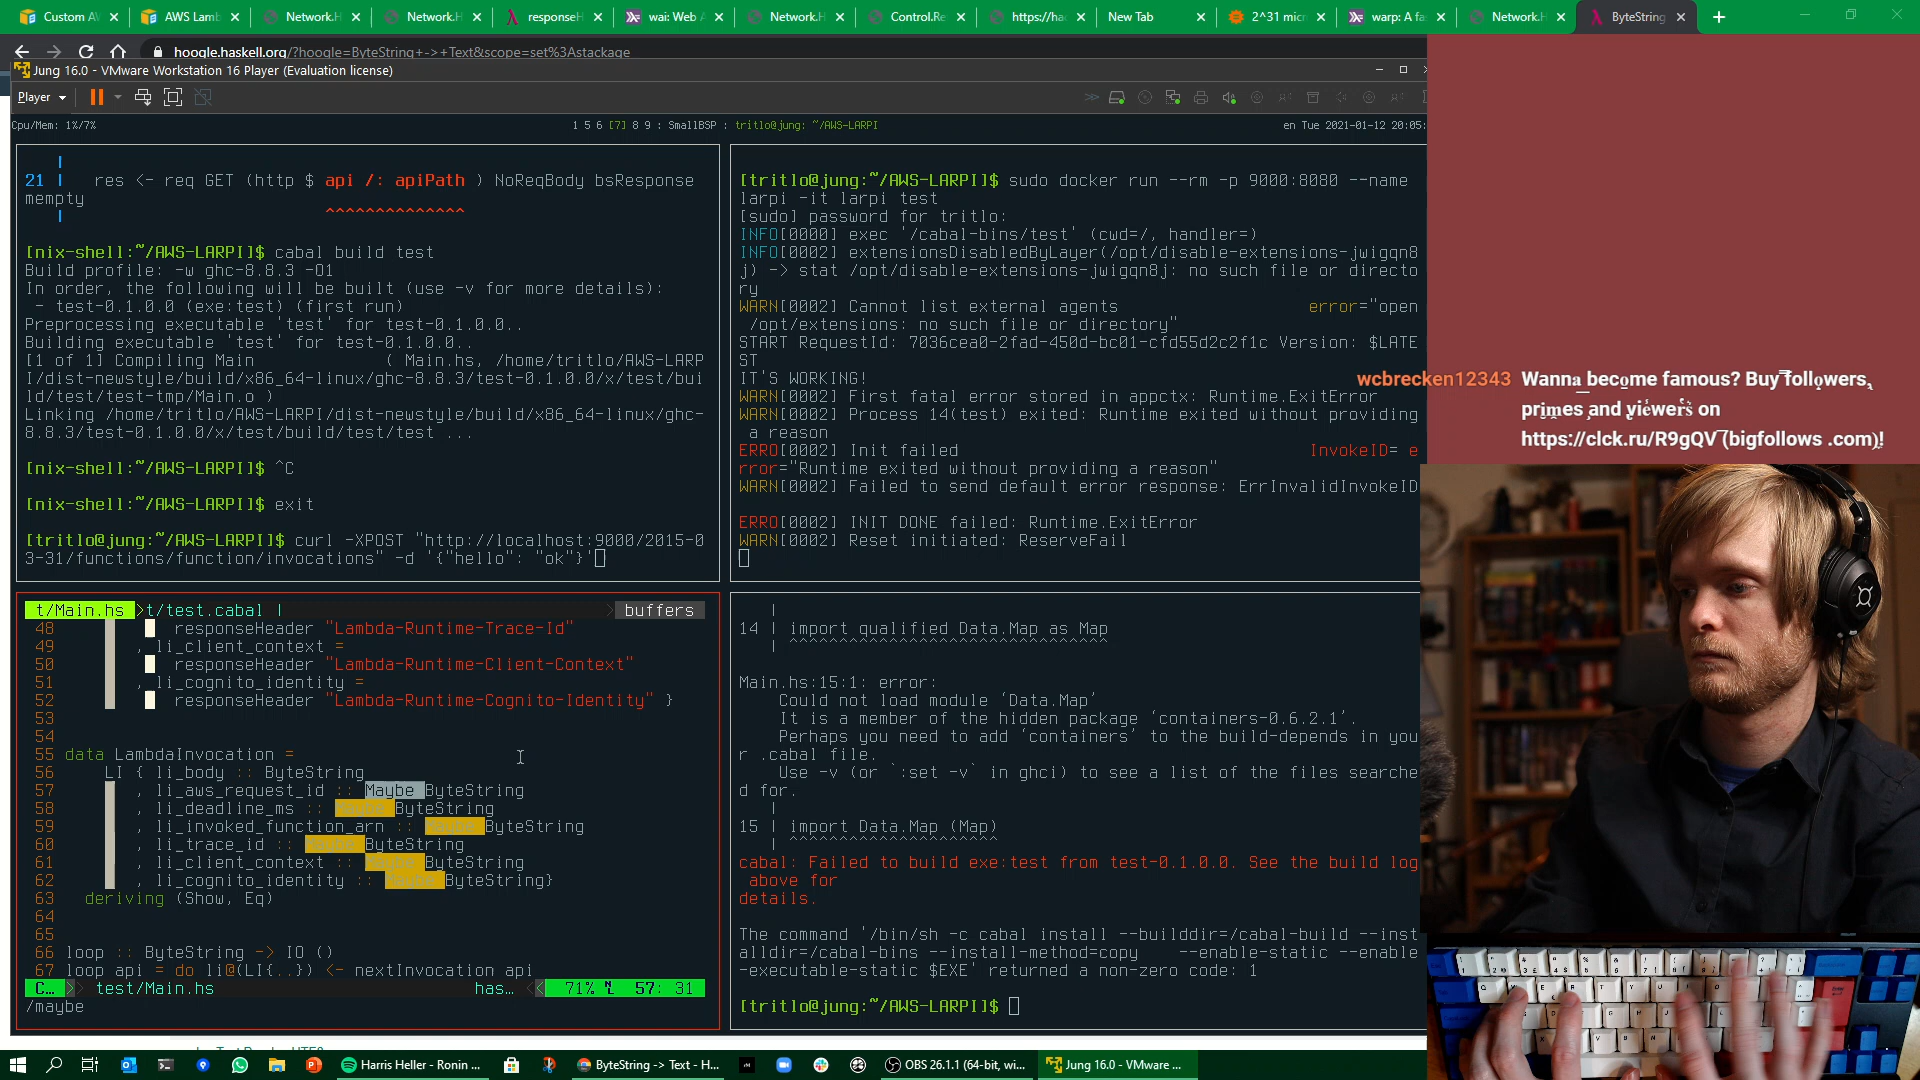 Custom AW
AWS Lamb
Network.H
Network.H
responseH
wai: Web A
Network.H
Control.Re
https://hac
New Tab
2^31 micr
warp: A fa
Network.H
ByteString
hoogle.haskell.org/?hoogle=ByteString+->+Text&scope=set%3Astackage
Jung 16.0 - VMware Workstation 16 Player (Evaluation license)
Player
Cpu/Mem: 1%/7%
1 5 6 [7] 8 9 : SmallBSP : tritlo@jung: ~/AWS-LARPI
en Tue 2021-01-12 20:05:
|
21 | res <- req GET (http $ api /: apiPath ) NoReqBody bsResponse
mempty
| ^^^^^^^^^^^^^^
[nix-shell:~/AWS-LARPI]$ cabal build test
Build profile: -w ghc-8.8.3 -O1
In order, the following will be built (use -v for more details):
- test-0.1.0.0 (exe:test) (first run)
Preprocessing executable 'test' for test-0.1.0.0..
Building executable 'test' for test-0.1.0.0..
[1 of 1] Compiling Main ( Main.hs, /home/tritlo/AWS-LARP
I/dist-newstyle/build/x86_64-linux/ghc-8.8.3/test-0.1.0.0/x/test/bui
ld/test/test-tmp/Main.o )
Linking /home/tritlo/AWS-LARPI/dist-newstyle/build/x86_64-linux/ghc-
8.8.3/test-0.1.0.0/x/test/build/test/test ...
[nix-shell:~/AWS-LARPI]$ ^C
[nix-shell:~/AWS-LARPI]$ exit
[tritlo@jung:~/AWS-LARPI]$ curl -XPOST "http://localhost:9000/2015-0
3-31/functions/function/invocations" -d '{"hello": "ok"}'
[tritlo@jung:~/AWS-LARPI]$ sudo docker run --rm -p 9000:8080 --name
larpi -it larpi test
[sudo] password for tritlo:
INFO[0000] exec '/cabal-bins/test' (cwd=/, handler=)
INFO[0002] extensionsDisabledByLayer(/opt/disable-extensions-jwigqn8
j) -> stat /opt/disable-extensions-jwigqn8j: no such file or directo
ry
WARN[0002] Cannot list external agents error="open
/opt/extensions: no such file or directory"
START RequestId: 7036cea0-2fad-450d-bc01-cfd55d2c2f1c Version: $LATE
ST
IT'S WORKING!
WARN[0002] First fatal error stored in appctx: Runtime.ExitError
WARN[0002] Process 14(test) exited: Runtime exited without providing
a reason
ERRO[0002] Init failed InvokeID= e
rror="Runtime exited without providing a reason"
WARN[0002] Failed to send default error response: ErrInvalidInvokeID
ERRO[0002] INIT DONE failed: Runtime.ExitError
WARN[0002] Reset initiated: ReserveFail
wcbrecken12343 Wanna become famous? Buy followers,
primes and viewers on
https://clck.ru/R9gQV (bigfollows .com)!
t/Main.hs >t/test.cabal | buffers
48 responseHeader "Lambda-Runtime-Trace-Id"
49 , li_client_context =
50 responseHeader "Lambda-Runtime-Client-Context"
51 , li_cognito_identity =
52 responseHeader "Lambda-Runtime-Cognito-Identity" }
53
54
55 data LambdaInvocation =
56 LI { li_body :: ByteString
57 , li_aws_request_id :: Maybe ByteString
58 , li_deadline_ms :: Maybe ByteString
59 , li_invoked_function_arn :: Maybe ByteString
60 , li_trace_id :: Maybe ByteString
61 , li_client_context :: Maybe ByteString
62 , li_cognito_identity :: Maybe ByteString}
63 deriving (Show, Eq)
64
65
66 loop :: ByteString -> IO ()
67 loop api = do li@(LI{..}) <- nextInvocation api
C... > test/Main.hs has... < 71% 57: 31
/maybe
|
14 | import qualified Data.Map as Map
| ^^^^^^^^^^^^^^^^^^^^^^^^^^^^^^^^
Main.hs:15:1: error:
Could not load module ‘Data.Map’
It is a member of the hidden package ‘containers-0.6.2.1’.
Perhaps you need to add ‘containers’ to the build-depends in you
r .cabal file.
Use -v (or `:set -v` in ghci) to see a list of the files searche
d for.
|
15 | import Data.Map (Map)
| ^^^^^^^^^^^^^^^^^^^^^
cabal: Failed to build exe:test from test-0.1.0.0. See the build log
above for
details.
The command '/bin/sh -c cabal install --builddir=/cabal-build --inst
alldir=/cabal-bins --install-method=copy --enable-static --enable
-executable-static $EXE' returned a non-zero code: 1
[tritlo@jung:~/AWS-LARPI]$
Harris Heller - Ronin ...
ByteString -> Text - H...
OBS 26.1.1 (64-bit, wi...
Jung 16.0 - VMware ...